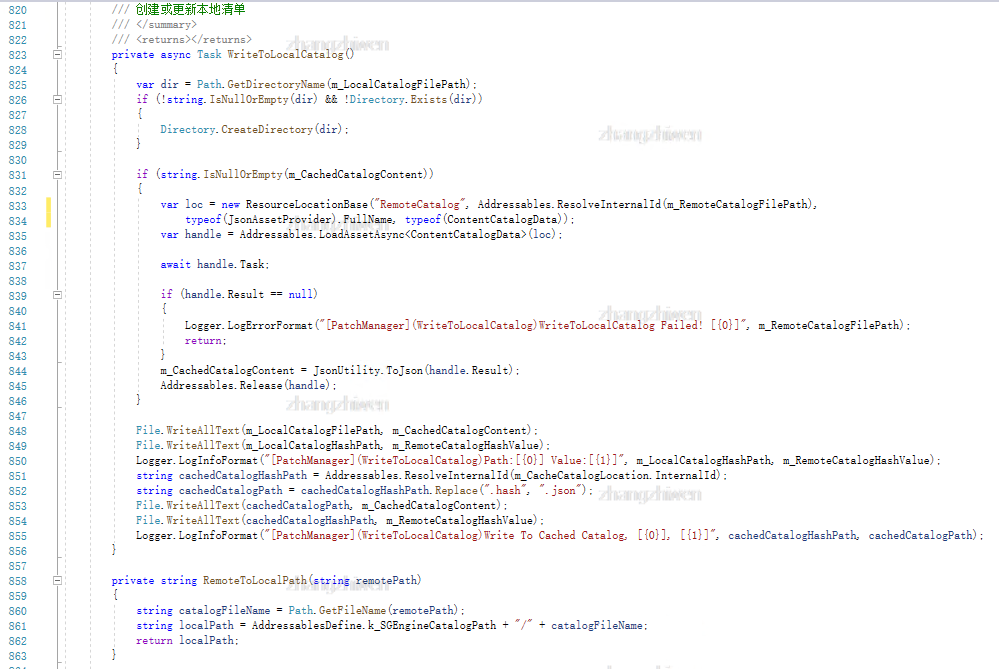 820 /// 创建或更新本地清单
821 /// </summary>
822 /// <returns></returns>
823 private async Task WriteToLocalCatalog()
824 {
825 var dir = Path.GetDirectoryName(m_LocalCatalogFilePath);
826 if (!string.IsNullOrEmpty(dir) && !Directory.Exists(dir))
827 {
828 Directory.CreateDirectory(dir);
829 }
830
831 if (string.IsNullOrEmpty(m_CachedCatalogContent))
832 {
833 var loc = new ResourceLocationBase("RemoteCatalog", Addressables.ResolveInternalId(m_RemoteCatalogFilePath),
834 typeof(JsonAssetProvider).FullName, typeof(ContentCatalogData));
835 var handle = Addressables.LoadAssetAsync<ContentCatalogData>(loc);
836
837 await handle.Task;
838
839 if (handle.Result == null)
840 {
841 Logger.LogErrorFormat("[PatchManager](WriteToLocalCatalog)WriteToLocalCatalog Failed! [{0}]", m_RemoteCatalogFilePath);
842 return;
843 }
844 m_CachedCatalogContent = JsonUtility.ToJson(handle.Result);
845 Addressables.Release(handle);
846 }
847
848 File.WriteAllText(m_LocalCatalogFilePath, m_CachedCatalogContent);
849 File.WriteAllText(m_LocalCatalogHashPath, m_RemoteCatalogHashValue);
850 Logger.LogInfoFormat("[PatchManager](WriteToLocalCatalog)Path:[{0}] Value:[{1}]", m_LocalCatalogHashPath, m_RemoteCatalogHashValue);
851 string cachedCatalogHashPath = Addressables.ResolveInternalId(m_CacheCatalogLocation.InternalId);
852 string cachedCatalogPath = cachedCatalogHashPath.Replace(".hash", ".json");
853 File.WriteAllText(cachedCatalogPath, m_CachedCatalogContent);
854 File.WriteAllText(cachedCatalogHashPath, m_RemoteCatalogHashValue);
855 Logger.LogInfoFormat("[PatchManager](WriteToLocalCatalog)Write To Cached Catalog, [{0}], [{1}]", cachedCatalogHashPath, cachedCatalogPath);
856 }
857
858 private string RemoteToLocalPath(string remotePath)
859 {
860 string catalogFileName = Path.GetFileName(remotePath);
861 string localPath = AddressablesDefine.k_SGEngineCatalogPath + "/" + catalogFileName;
862 return localPath;
863 }
zhangzhiwen
zhangzhiwen
zhangzhiwen
zhangzhiwen
zhangzhiwen
zhangzhiwen
zhangzhiwen